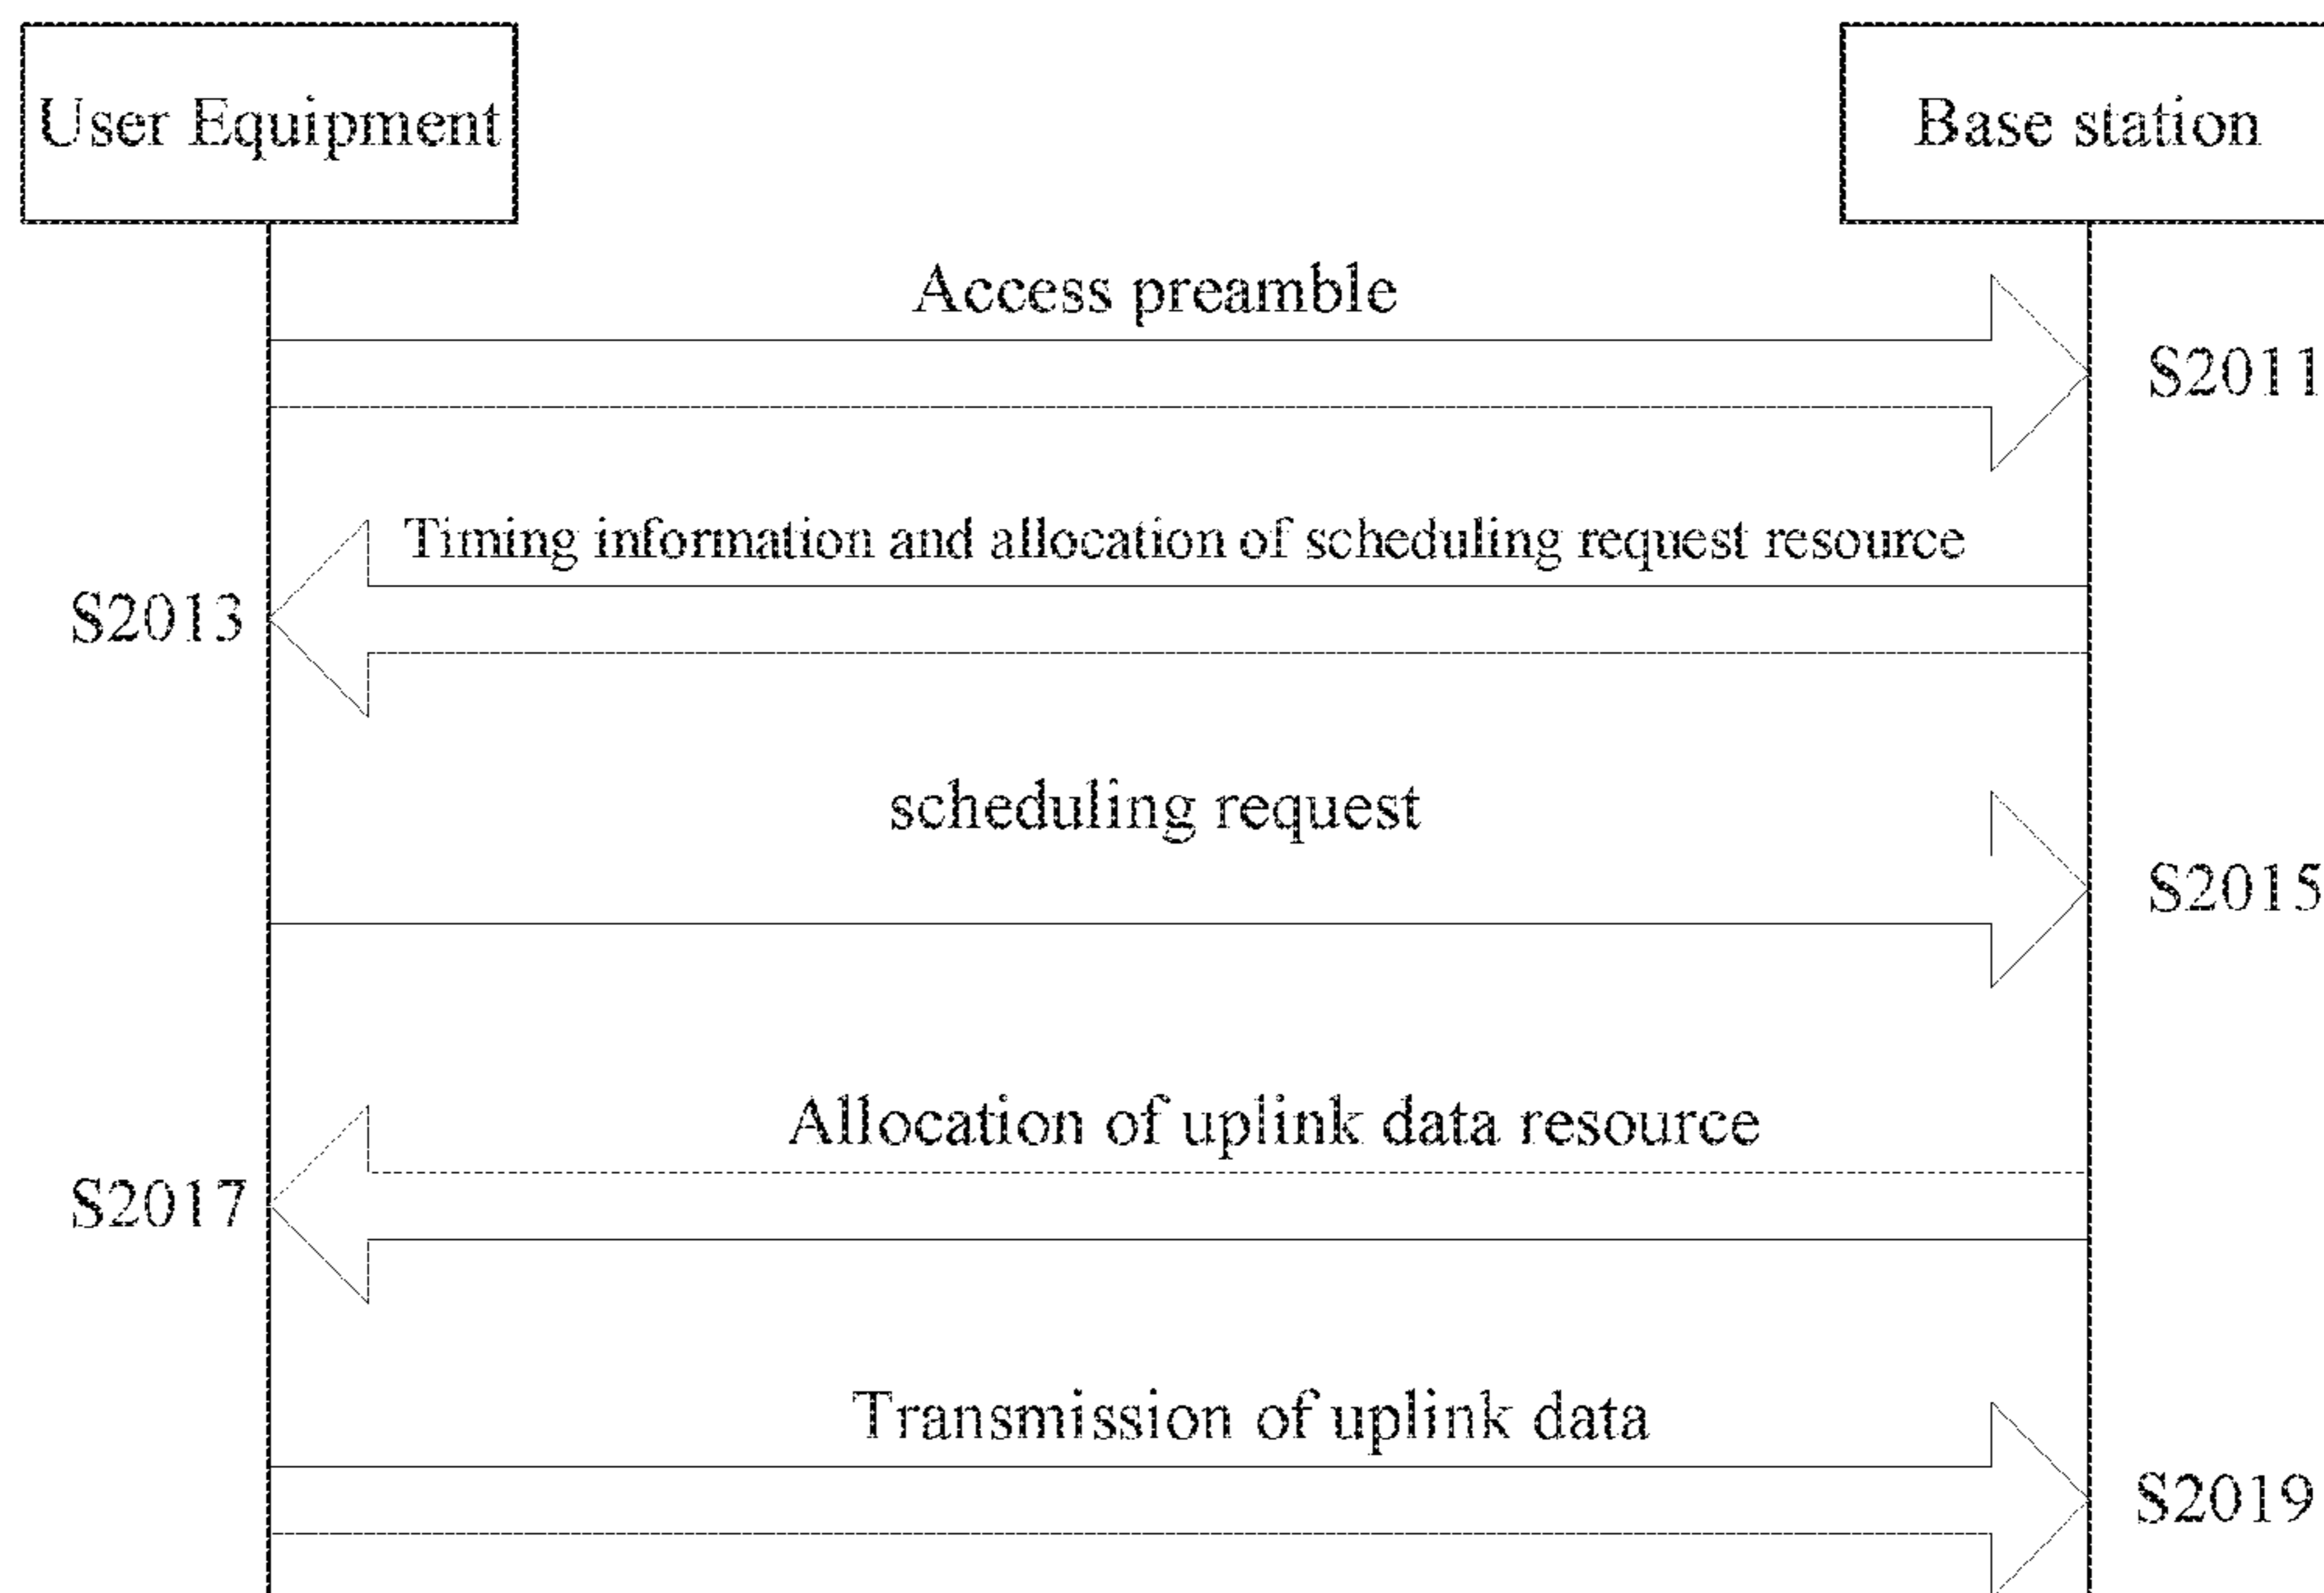 User Equipment
Base station
Access preamble
S2011
Timing information and allocation of scheduling request resource
S2013
scheduling request
S2015
Allocation of uplink data resource
S2017
Transmission of uplink data
S2019